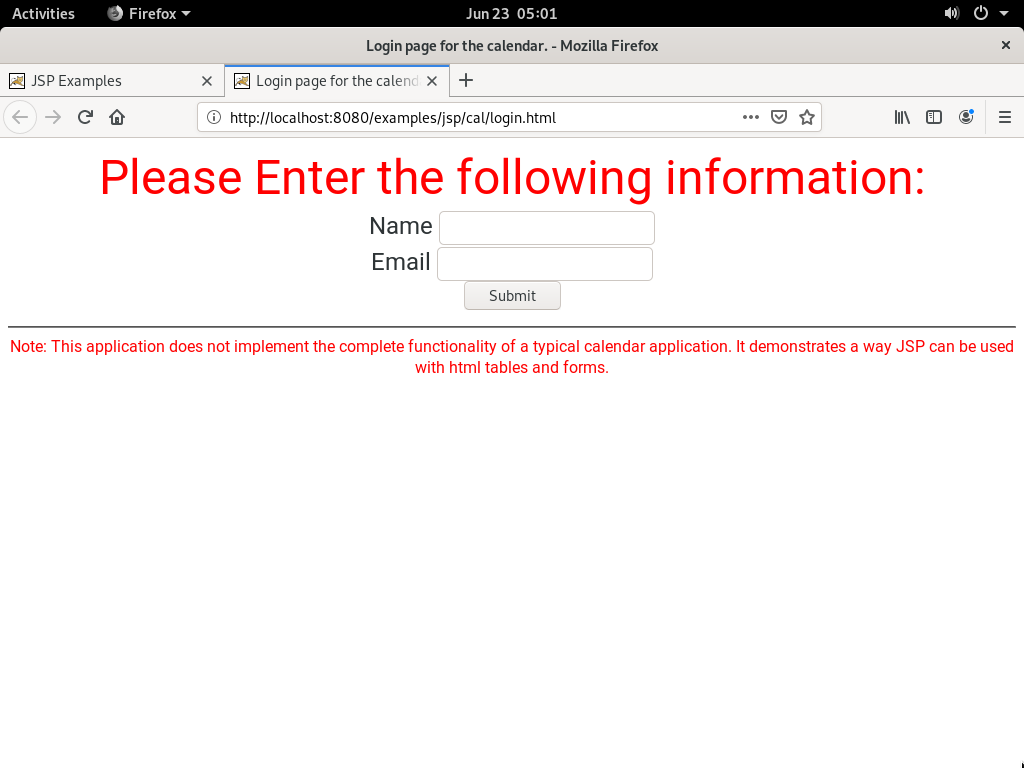 Activities Firefox Jun 23 05:01
Login page for the calendar. - Mozilla Firefox
JSP Examples Login page for the calend
http://localhost:8080/examples/jsp/cal/login.html
Please Enter the following information:
Name
Email
Submit
Note: This application does not implement the complete functionality of a typical calendar application. It demonstrates a way JSP can be used
with html tables and forms.